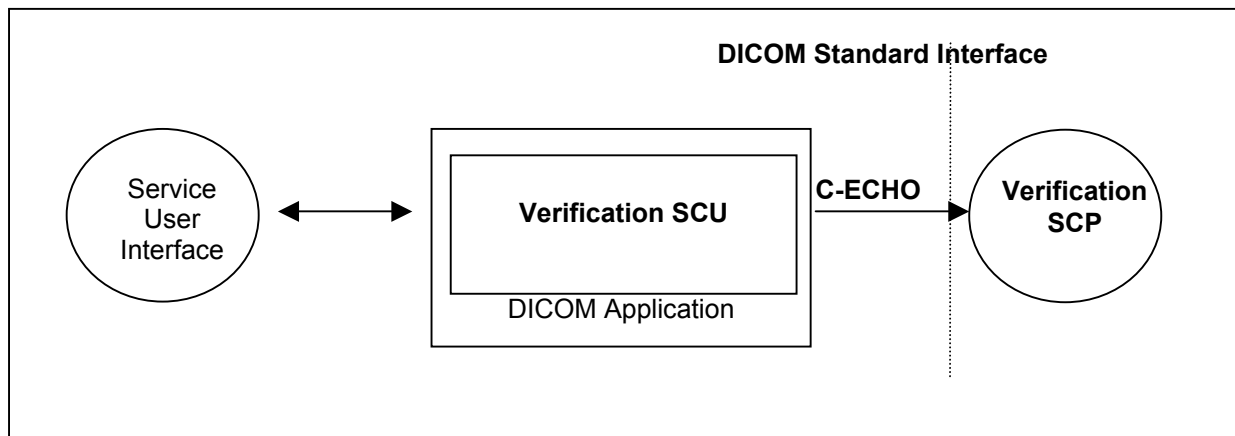 DICOM Standard Interface
Service
User
Interface
Verification SCU
DICOM Application
C-ECHO
Verification
SCP